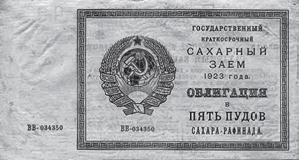 ГОСУДАРСТВЕННЫЙ
КРАТКОСРОЧНЫЙ
САХАРНЫЙ
ЗАЕМ
1923 года.
ОБЛИГАЦИЯ
в
ПЯТЬ ПУДОВ
САХАРА-РАФИНАДА.
ВВ-034350
ВВ-034350